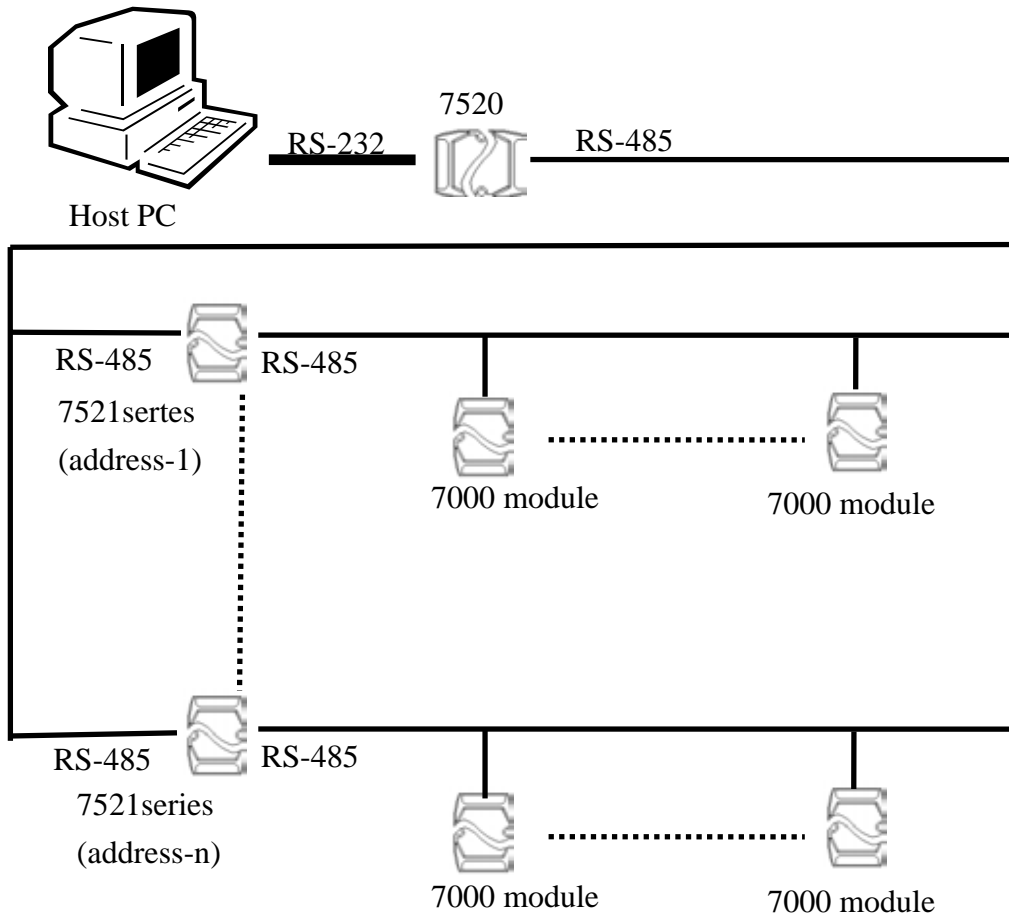 7520
RS-232
RS-485
Host PC
RS-485
RS-485
7521sertes
(address-1)
7000 module
7000 module
RS-485
RS-485
7521series
(address-n)
7000 module
7000 module